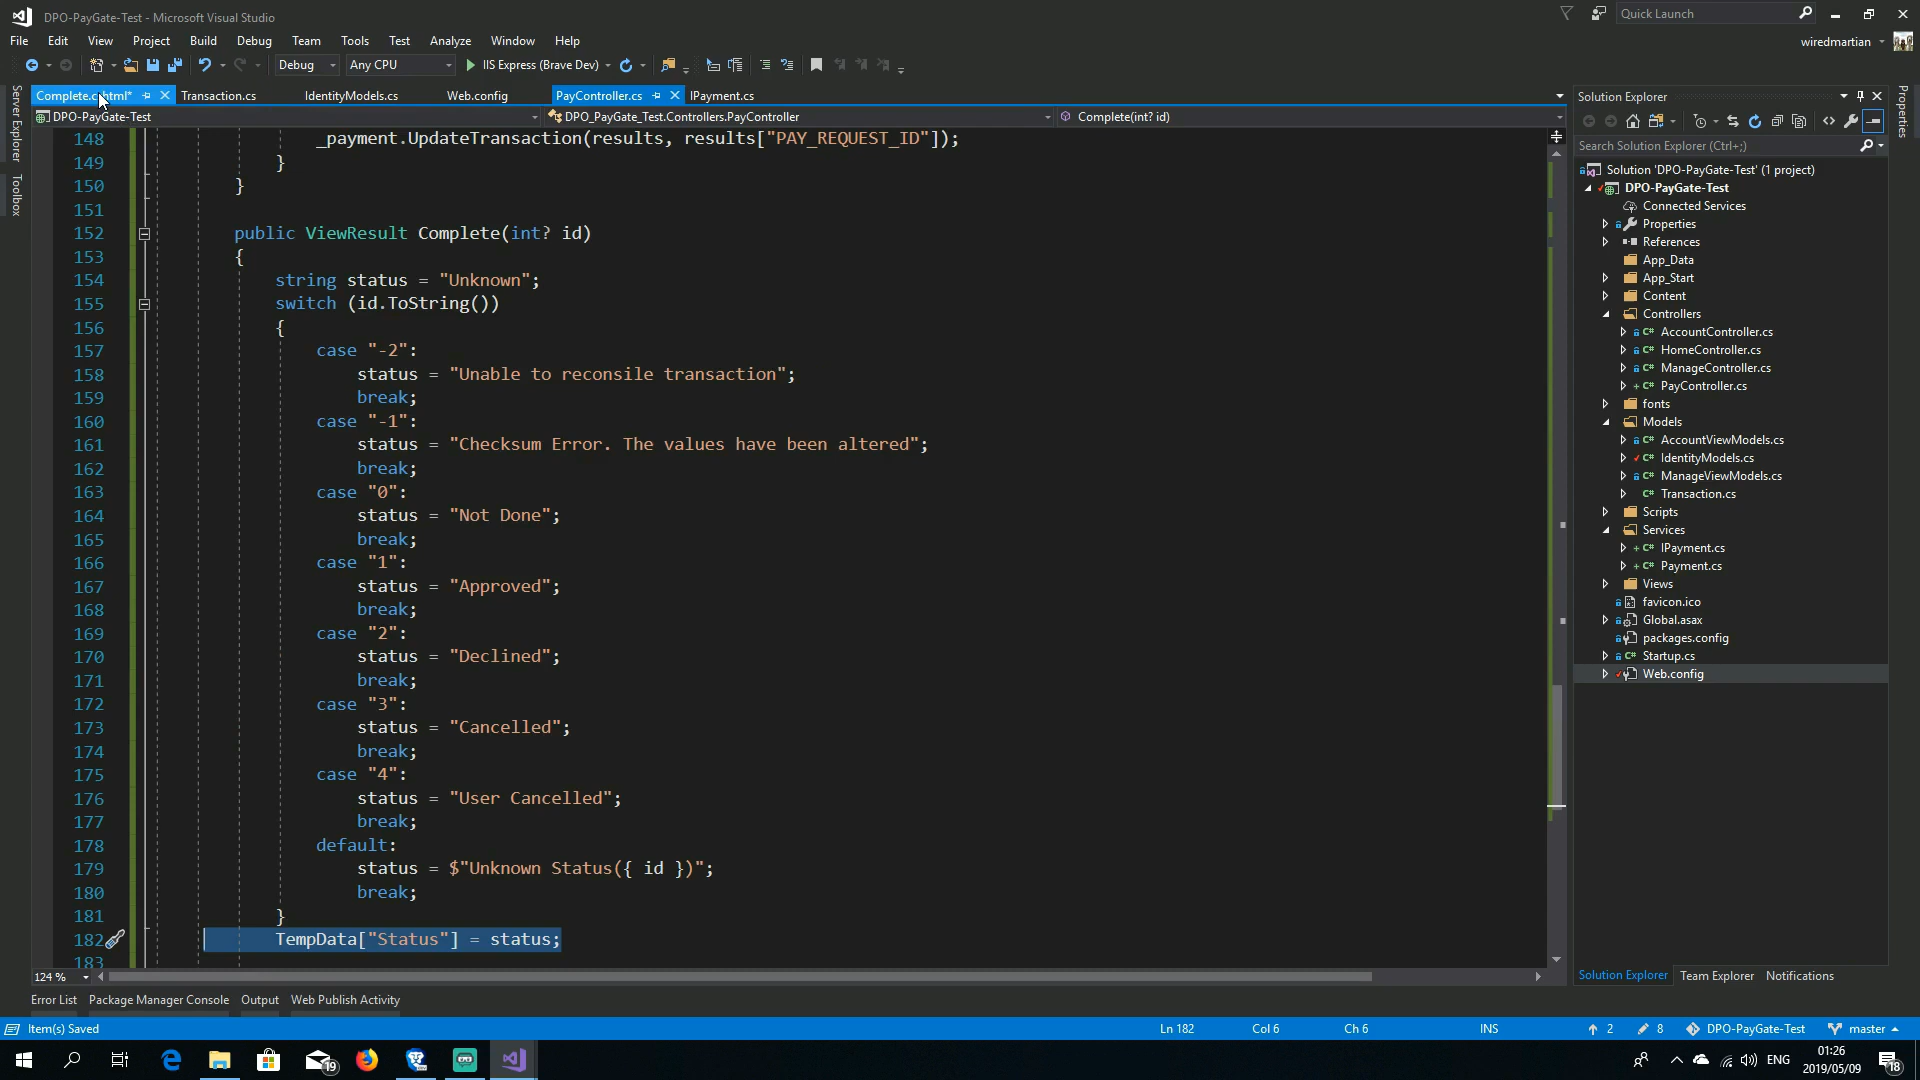 DPO-PayGate-Test - Microsoft Visual Studio
Quick Launch
File Edit View Project Build Debug Team Tools Test Analyze Window Help
wiredmartian
Debug Any CPU IIS Express (Brave Dev)
Complete.cshtml* Transaction.cs IdentityModels.cs Web.config PayController.cs IPayment.cs
DPO-PayGate-Test DPO_PayGate_Test.Controllers.PayController Complete(int? id)
Server Explorer
Toolbox
148 _payment.UpdateTransaction(results, results["PAY_REQUEST_ID"]);
149 }
150 }
151
152 public ViewResult Complete(int? id)
153 {
154 string status = "Unknown";
155 switch (id.ToString())
156 {
157 case "-2":
158 status = "Unable to reconsile transaction";
159 break;
160 case "-1":
161 status = "Checksum Error. The values have been altered";
162 break;
163 case "0":
164 status = "Not Done";
165 break;
166 case "1":
167 status = "Approved";
168 break;
169 case "2":
170 status = "Declined";
171 break;
172 case "3":
173 status = "Cancelled";
174 break;
175 case "4":
176 status = "User Cancelled";
177 break;
178 default:
179 status = $"Unknown Status({ id })";
180 break;
181 }
182 TempData["Status"] = status;
183
124 %
Solution Explorer
Search Solution Explorer (Ctrl+;)
Solution 'DPO-PayGate-Test' (1 project)
DPO-PayGate-Test
Connected Services
Properties
References
App_Data
App_Start
Content
Controllers
C# AccountController.cs
C# HomeController.cs
C# ManageController.cs
C# PayController.cs
fonts
Models
C# AccountViewModels.cs
C# IdentityModels.cs
C# ManageViewModels.cs
C# Transaction.cs
Scripts
Services
C# IPayment.cs
C# Payment.cs
Views
favicon.ico
Global.asax
packages.config
C# Startup.cs
Web.config
Properties
Solution Explorer Team Explorer Notifications
Error List Package Manager Console Output Web Publish Activity
Item(s) Saved Ln 182 Col 6 Ch 6 INS 2 8 DPO-PayGate-Test master
19
ENG
01:26
2019/05/09
18